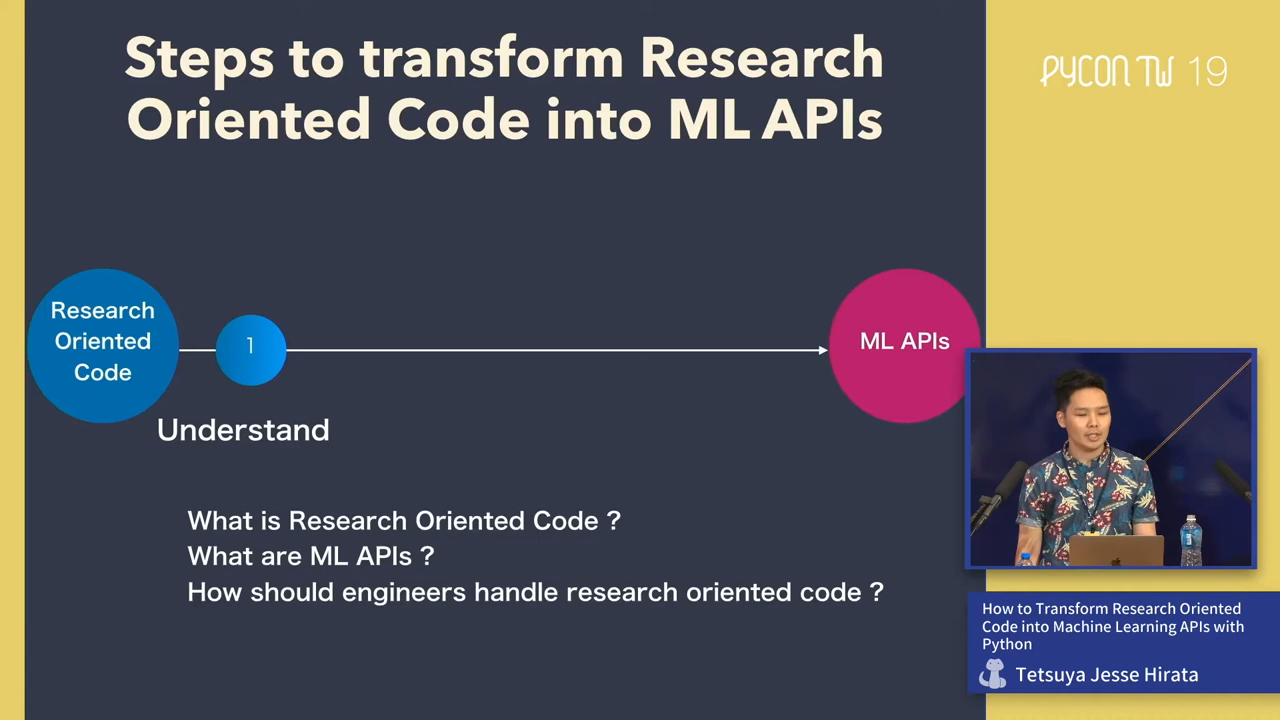 Steps to transform Research
Oriented Code into ML APIs
PYCON TW 19
Research
Oriented
Code
1
ML APIs
Understand
What is Research Oriented Code ?
What are ML APIs ?
How should engineers handle research oriented code ?
How to Transform Research Oriented
Code into Machine Learning APIs with
Python
Tetsuya Jesse Hirata